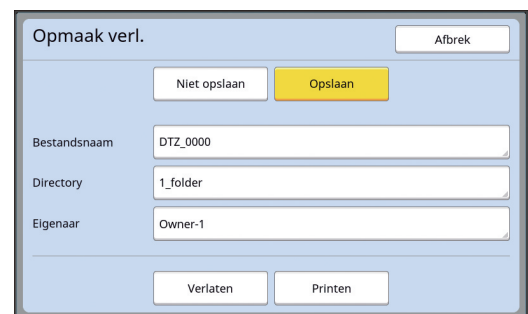 Opmaak verl.
Afbrek
Niet opslaan
Opslaan
Bestandsnaam
DTZ_0000
Directory
1_folder
Eigenaar
Owner-1
Verlaten
Printen